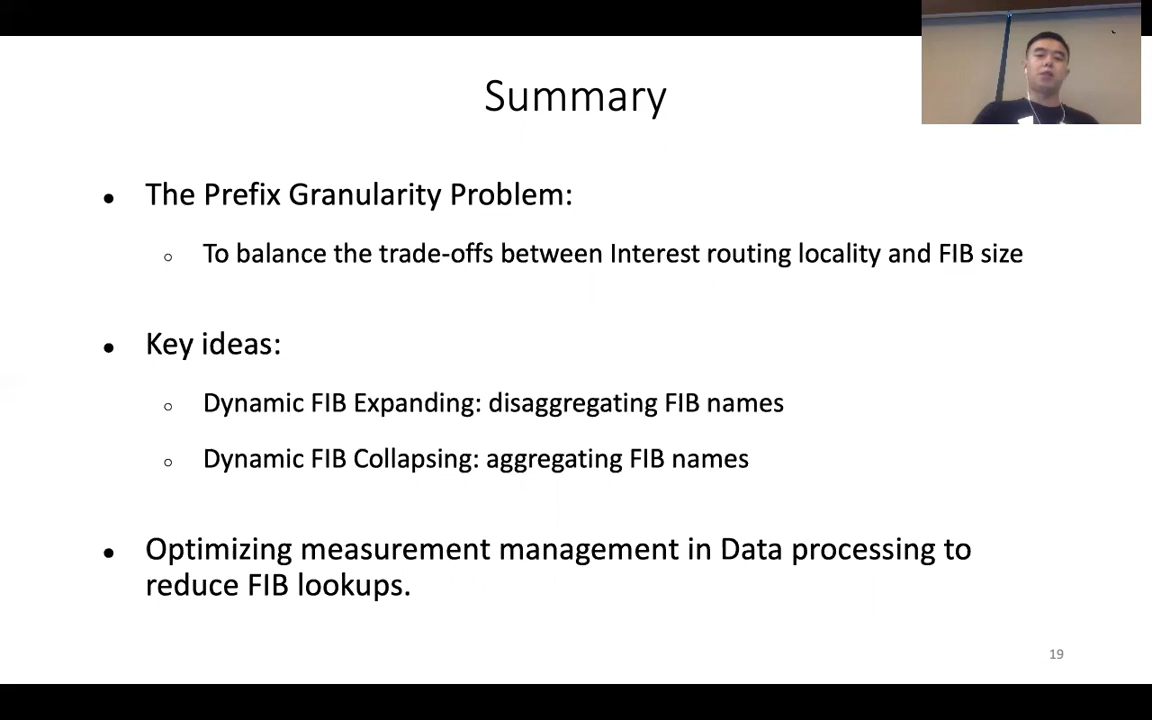 Summary
• The Prefix Granularity Problem:
○ To balance the trade-offs between Interest routing locality and FIB size
• Key ideas:
○ Dynamic FIB Expanding: disaggregating FIB names
○ Dynamic FIB Collapsing: aggregating FIB names
• Optimizing measurement management in Data processing to
reduce FIB lookups.
19